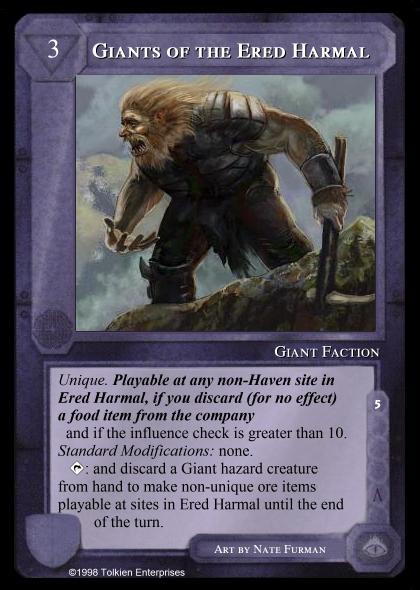 3
GIANTS OF THE ERED HARMAL
GIANT FACTION
Unique. Playable at any non-Haven site in
Ered Harmal, if you discard (for no effect)
a food item from the company
5
and if the influence check is greater than 10.
Standard Modifications: none.
: and discard a Giant hazard creature
from hand to make non-unique ore items
playable at sites in Ered Harmal until the end
of the turn.
ART BY NATE FURMAN
©1998 Tolkien Enterprises